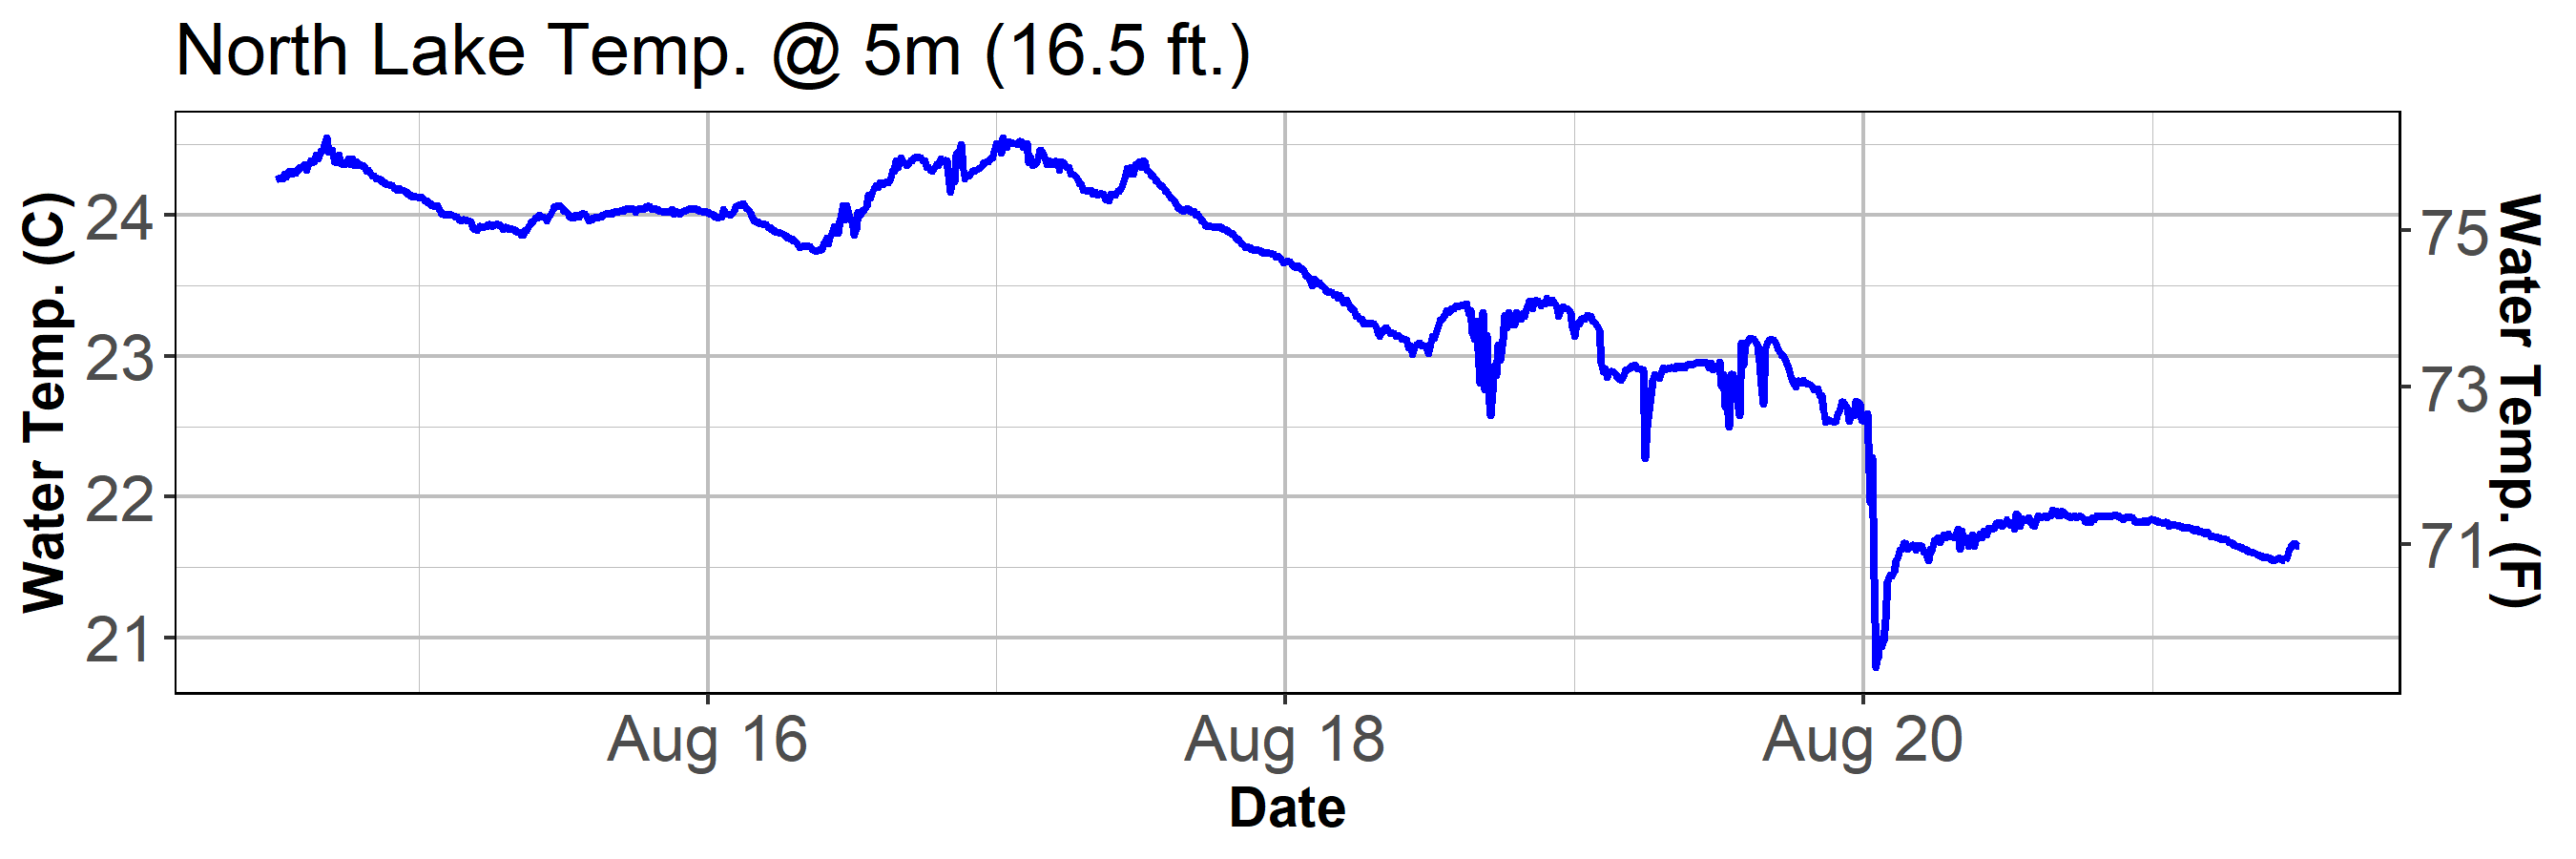 North Lake Temp. @ 5m (16.5 ft.)
Water Temp. (C)
24
23
22
21
75
73
71
Water Temp. (F)
Aug 16
Aug 18
Aug 20
Date